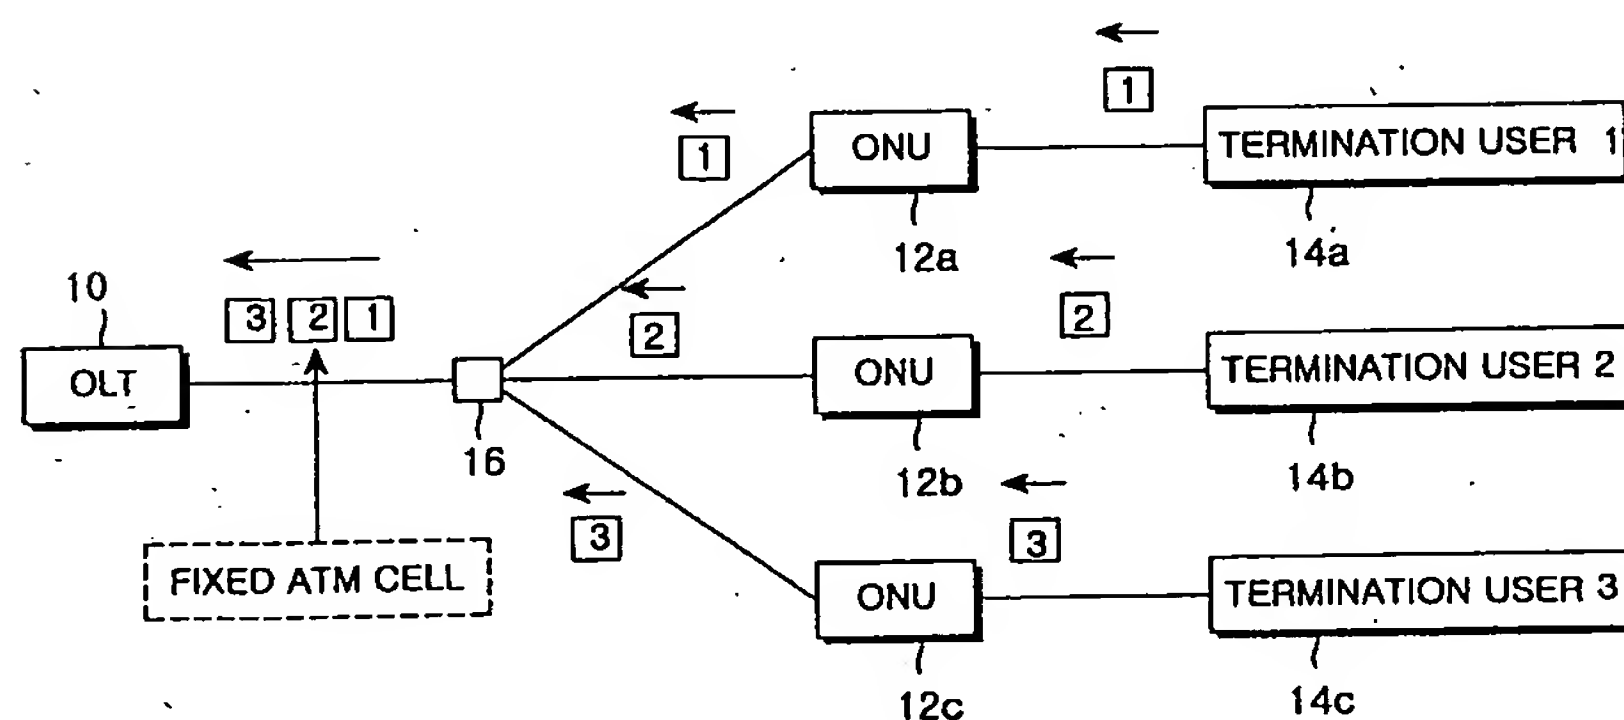 1
1
ONU
TERMINATION USER 1
12a
14a
10
3 2 1
2
2
OLT
ONU
TERMINATION USER 2
16
12b
14b
3
3
FIXED ATM CELL
ONU
TERMINATION USER 3
12c
14c